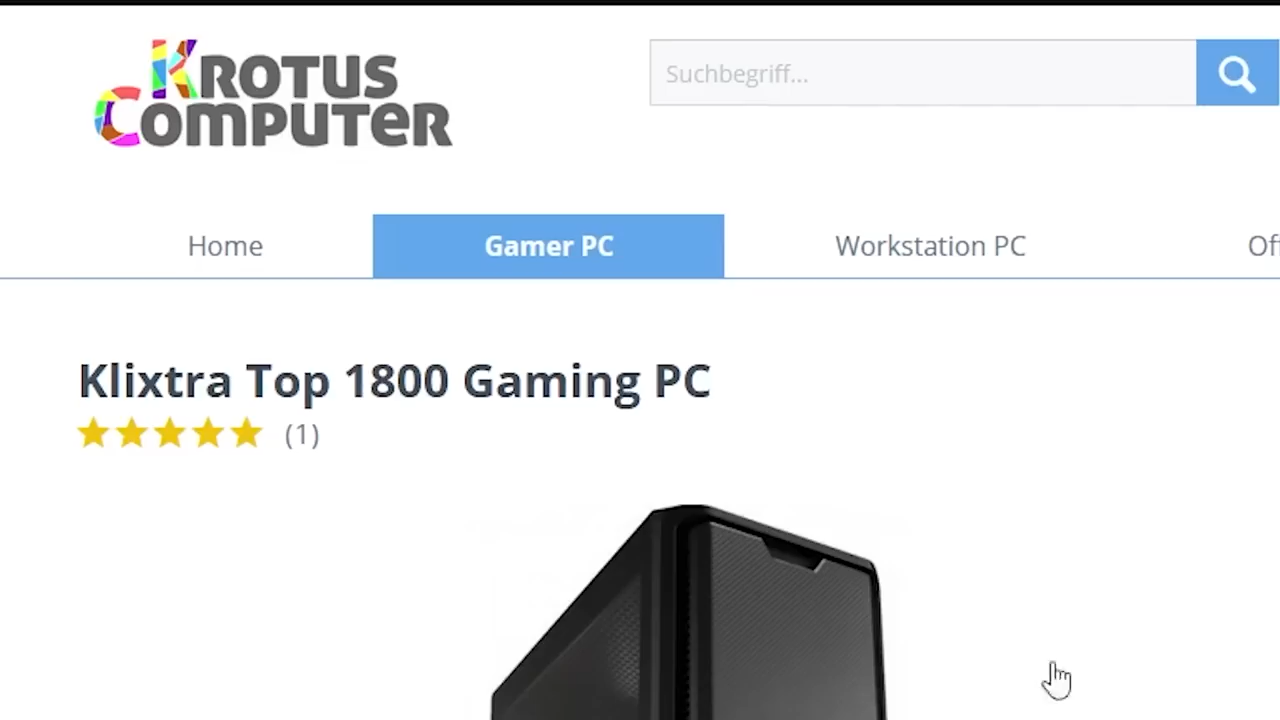 KROTUS
COMPUTER
Suchbegriff...
Home
Gamer PC
Workstation PC
Klixtra Top 1800 Gaming PC
(1)